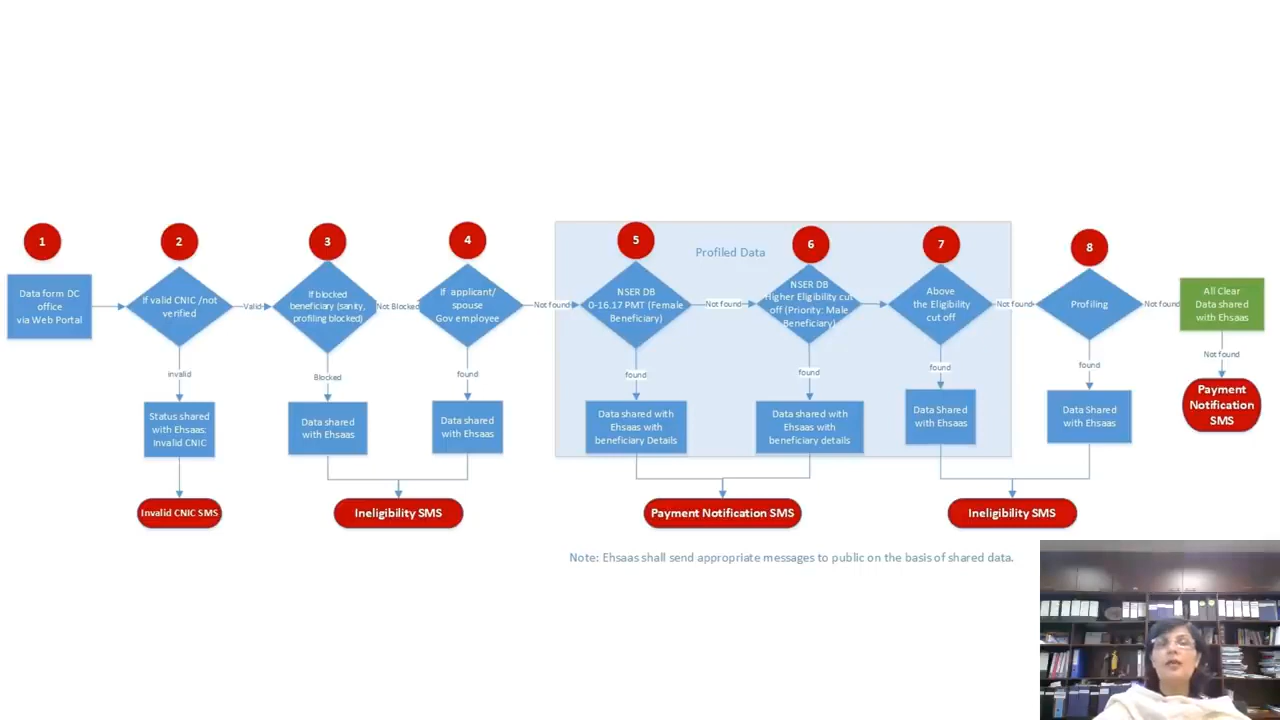 1
2
3
4
5
6
7
8
Profiled Data
Data form DC
office
via Web Portal
If valid CNIC /not
verified
Valid
If blocked
beneficiary (sanity,
profiling blocked)
Not Blocked
If applicant/
spouse
Gov employee
Not found
NSER DB
0-16.17 PMT (Female
Beneficiary)
Not found
NSER DB
Higher Eligibility cut
off (Priority: Male
Beneficiary)
Above
the Eligibility
cut off
Not found
Profiling
Not found
All Clear
Data shared
with Ehsaas
invalid
Blocked
found
found
found
found
found
Not found
Status shared
with Ehsaas:
Invalid CNIC
Data shared
with Ehsaas
Data shared
with Ehsaas
Data shared with
Ehsaas with
beneficiary Details
Data shared with
Ehsaas with
beneficiary details
Data Shared
with Ehsaas
Data Shared
with Ehsaas
Payment
Notification
SMS
Invalid CNIC SMS
Ineligibility SMS
Payment Notification SMS
Ineligibility SMS
Note: Ehsaas shall send appropriate messages to public on the basis of shared data.